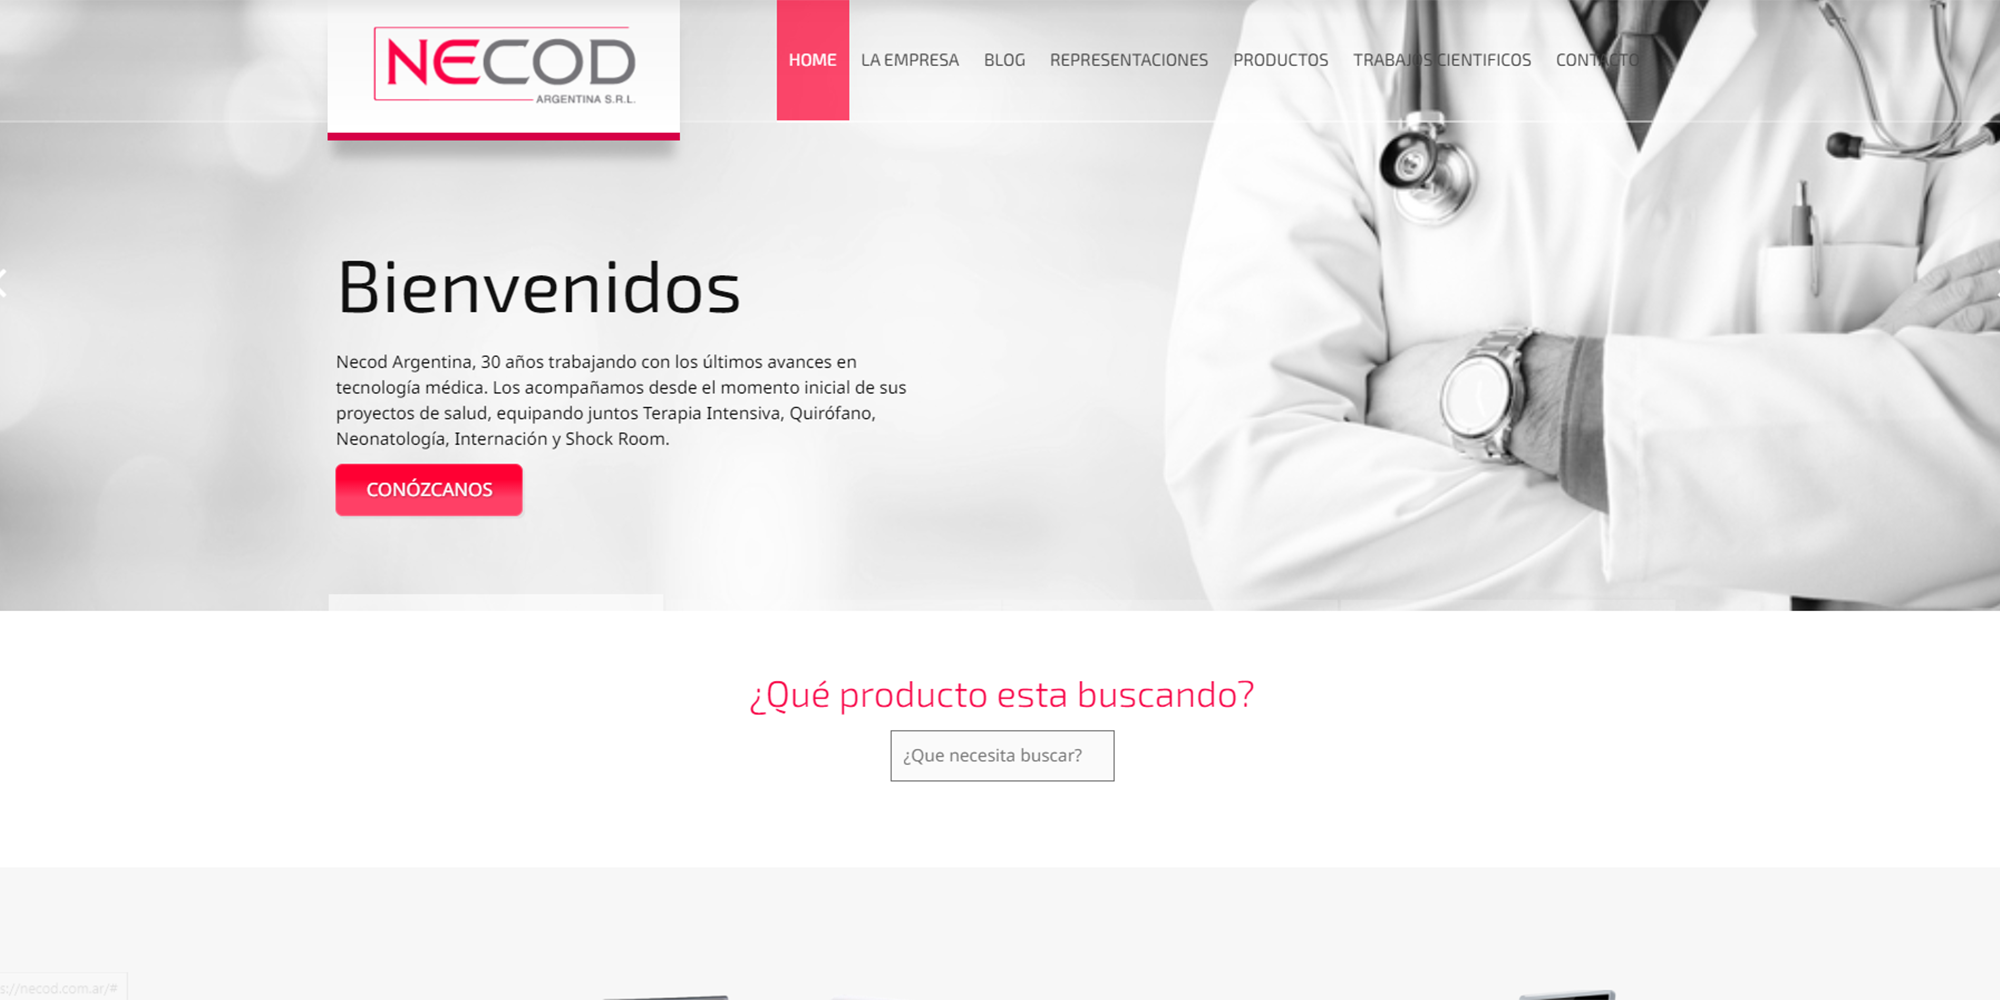 NECOD
ARGENTINA S.R.L.
HOME LA EMPRESA BLOG REPRESENTACIONES PRODUCTOS TRABAJOS CIENTIFICOS CONTACTO
Bienvenidos
Necod Argentina, 30 años trabajando con los últimos avances en
tecnología médica. Los acompañamos desde el momento inicial de sus
proyectos de salud, equipando juntos Terapia Intensiva, Quirófano,
Neonatología, Internación y Shock Room.
CONÓZCANOS
¿Qué producto esta buscando?
¿Que necesita buscar?
s://necod.com.ar/#